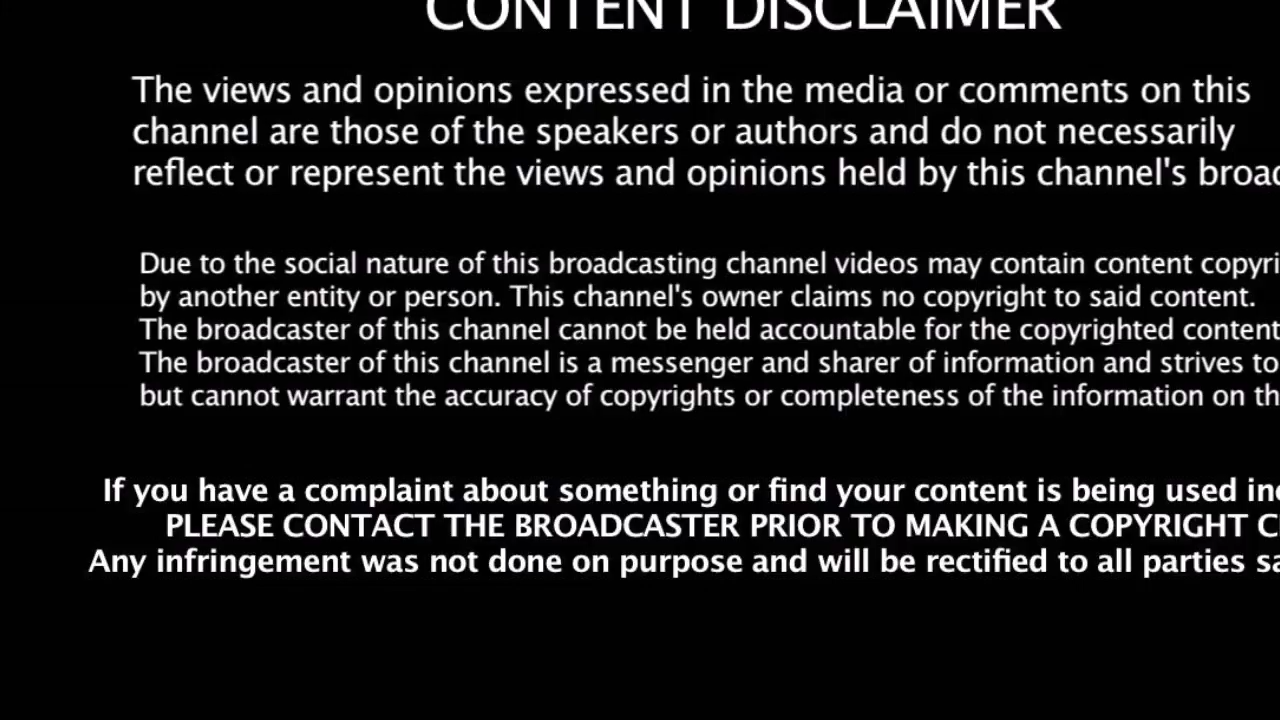 CONTENT DISCLAIMER
The views and opinions expressed in the media or comments on this
channel are those of the speakers or authors and do not necessarily
reflect or represent the views and opinions held by this channel's
Due to the social nature of this broadcasting channel videos may contain content
by another entity or person. This channel's owner claims no copyright to said content.
The broadcaster of this channel cannot be held accountable for the copyrighted content
The broadcaster of this channel is a messenger and sharer of information and strives to
but cannot warrant the accuracy of copyrights or completeness of the information on
If you have a complaint about something or find your content is being used
PLEASE CONTACT THE BROADCASTER PRIOR TO MAKING A COPYRIGHT
Any infringement was not done on purpose and will be rectified to all parties